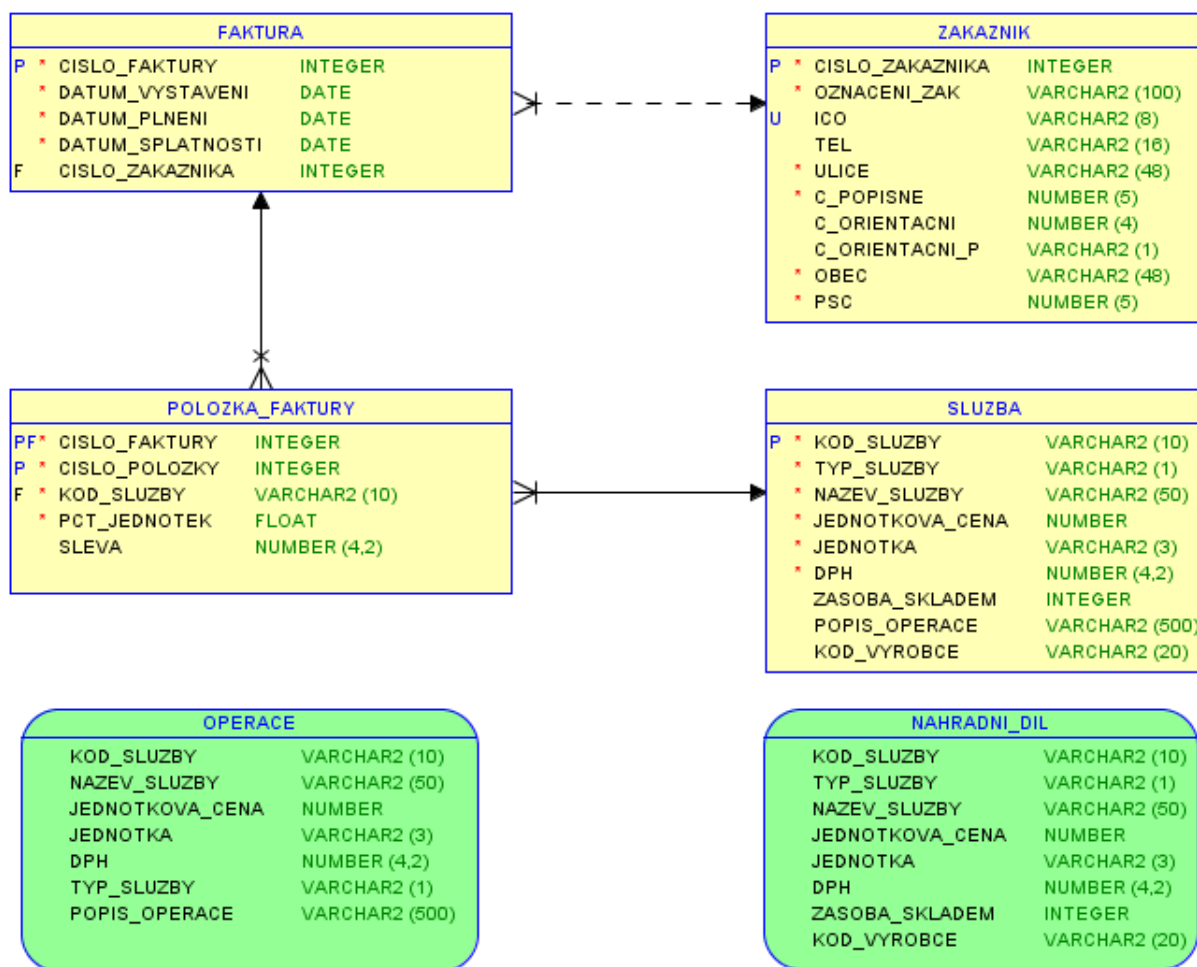 FAKTURA
P * CISLO_FAKTURY INTEGER
* DATUM_VYSTAVENI DATE
* DATUM_PLNENI DATE
* DATUM_SPLATNOSTI DATE
F CISLO_ZAKAZNIKA INTEGER
ZAKAZNIK
P * CISLO_ZAKAZNIKA INTEGER
* OZNACENI_ZAK VARCHAR2 (100)
U ICO VARCHAR2 (8)
TEL VARCHAR2 (16)
* ULICE VARCHAR2 (48)
* C_POPISNE NUMBER (5)
C_ORIENTACNI NUMBER (4)
C_ORIENTACNI_P VARCHAR2 (1)
* OBEC VARCHAR2 (48)
* PSC NUMBER (5)
POLOZKA_FAKTURY
PF* CISLO_FAKTURY INTEGER
P * CISLO_POLOZKY INTEGER
F * KOD_SLUZBY VARCHAR2 (10)
* PCT_JEDNOTEK FLOAT
SLEVA NUMBER (4,2)
SLUZBA
P * KOD_SLUZBY VARCHAR2 (10)
* TYP_SLUZBY VARCHAR2 (1)
* NAZEV_SLUZBY VARCHAR2 (50)
* JEDNOTKOVA_CENA NUMBER
* JEDNOTKA VARCHAR2 (3)
* DPH NUMBER (4,2)
ZASOBA_SKLADEM INTEGER
POPIS_OPERACE VARCHAR2 (500)
KOD_VYROBCE VARCHAR2 (20)
OPERACE
KOD_SLUZBY VARCHAR2 (10)
NAZEV_SLUZBY VARCHAR2 (50)
JEDNOTKOVA_CENA NUMBER
JEDNOTKA VARCHAR2 (3)
DPH NUMBER (4,2)
TYP_SLUZBY VARCHAR2 (1)
POPIS_OPERACE VARCHAR2 (500)
NAHRADNI_DIL
KOD_SLUZBY VARCHAR2 (10)
TYP_SLUZBY VARCHAR2 (1)
NAZEV_SLUZBY VARCHAR2 (50)
JEDNOTKOVA_CENA NUMBER
JEDNOTKA VARCHAR2 (3)
DPH NUMBER (4,2)
ZASOBA_SKLADEM INTEGER
KOD_VYROBCE VARCHAR2 (20)